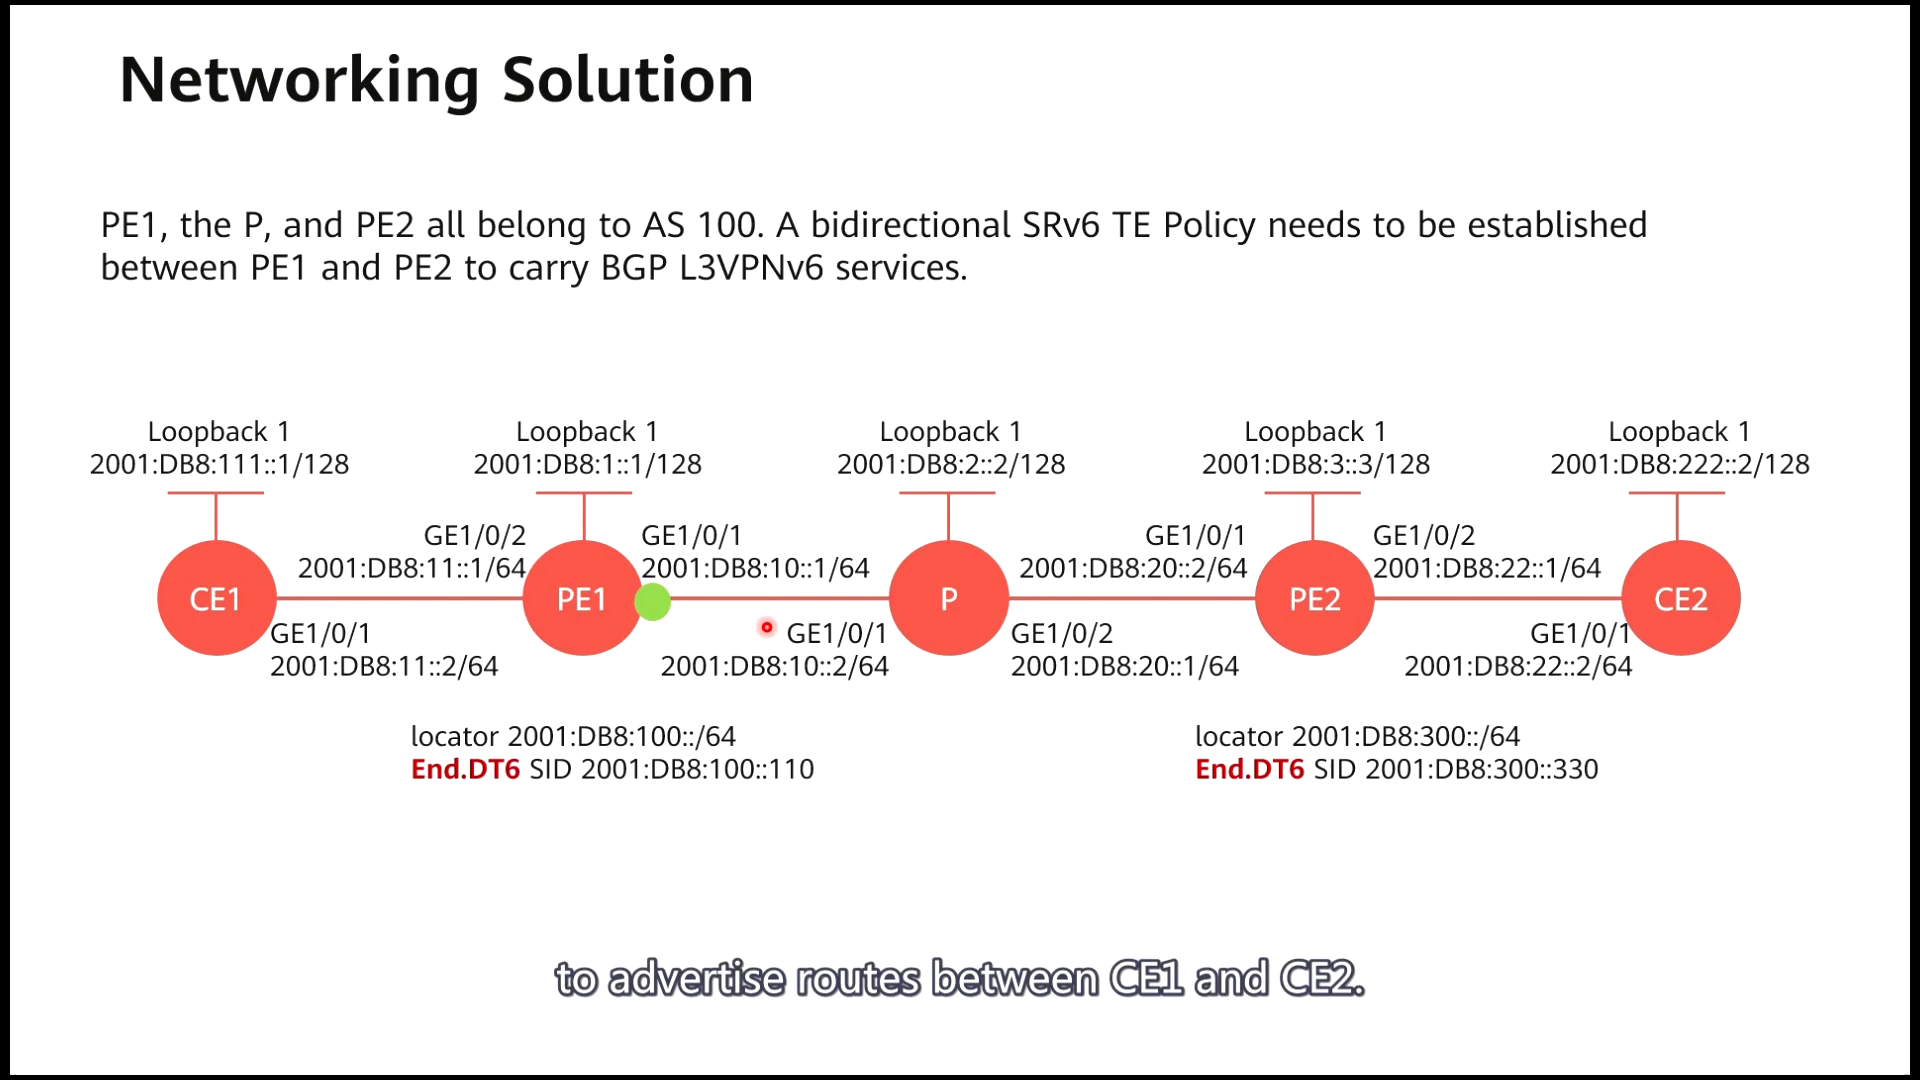 Networking Solution
PE1, the P, and PE2 all belong to AS 100. A bidirectional SRv6 TE Policy needs to be established
between PE1 and PE2 to carry BGP L3VPNv6 services.
Loopback 1
2001:DB8:111::1/128
Loopback 1
2001:DB8:1::1/128
Loopback 1
2001:DB8:2::2/128
Loopback 1
2001:DB8:3::3/128
Loopback 1
2001:DB8:222::2/128
GE1/0/2
2001:DB8:11::1/64
GE1/0/1
2001:DB8:10::1/64
GE1/0/1
2001:DB8:20::2/64
GE1/0/2
2001:DB8:22::1/64
CE1
PE1
P
PE2
CE2
GE1/0/1
2001:DB8:11::2/64
GE1/0/1
2001:DB8:10::2/64
GE1/0/2
2001:DB8:20::1/64
GE1/0/1
2001:DB8:22::2/64
locator 2001:DB8:100::/64
End.DT6 SID 2001:DB8:100::110
locator 2001:DB8:300::/64
End.DT6 SID 2001:DB8:300::330
to advertise routes between CE1 and CE2.